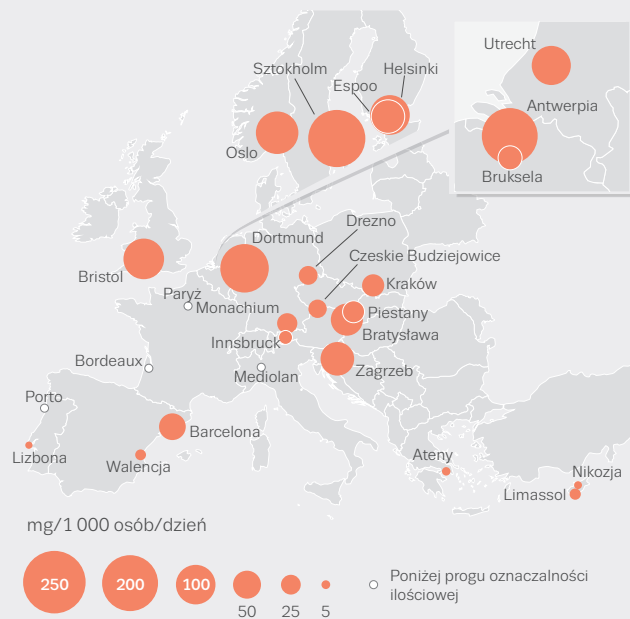 Utrecht
Antwerpia
Bruksela
Sztokholm
Espoo
Helsinki
Oslo
Drezno
Dortmund
Czeskie Budziejowice
Bristol
Kraków
Paryż
Monachium
Piestany
Bratysława
Innsbruck
Bordeaux
Mediolan
Zagrzeb
Porto
Barcelona
Lizbona
Walencja
Ateny
Nikozja
Limassol
mg/1 000 osób/dzień
250
200
100
50
25
5
Poniżej progu oznaczalności
ilościowej